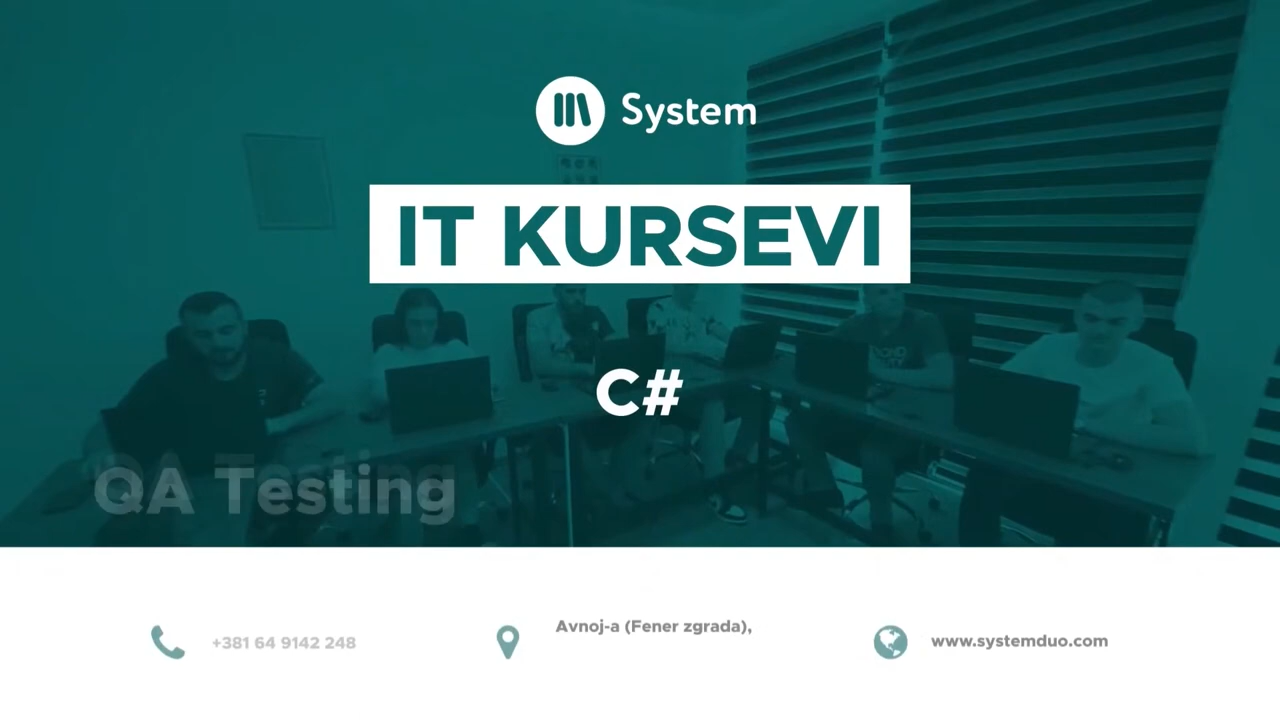 System
IT KURSEVI
C#
QA Testing
+381 64 9142 248
Avnoj-a (Fener zgrada),
www.systemduo.com